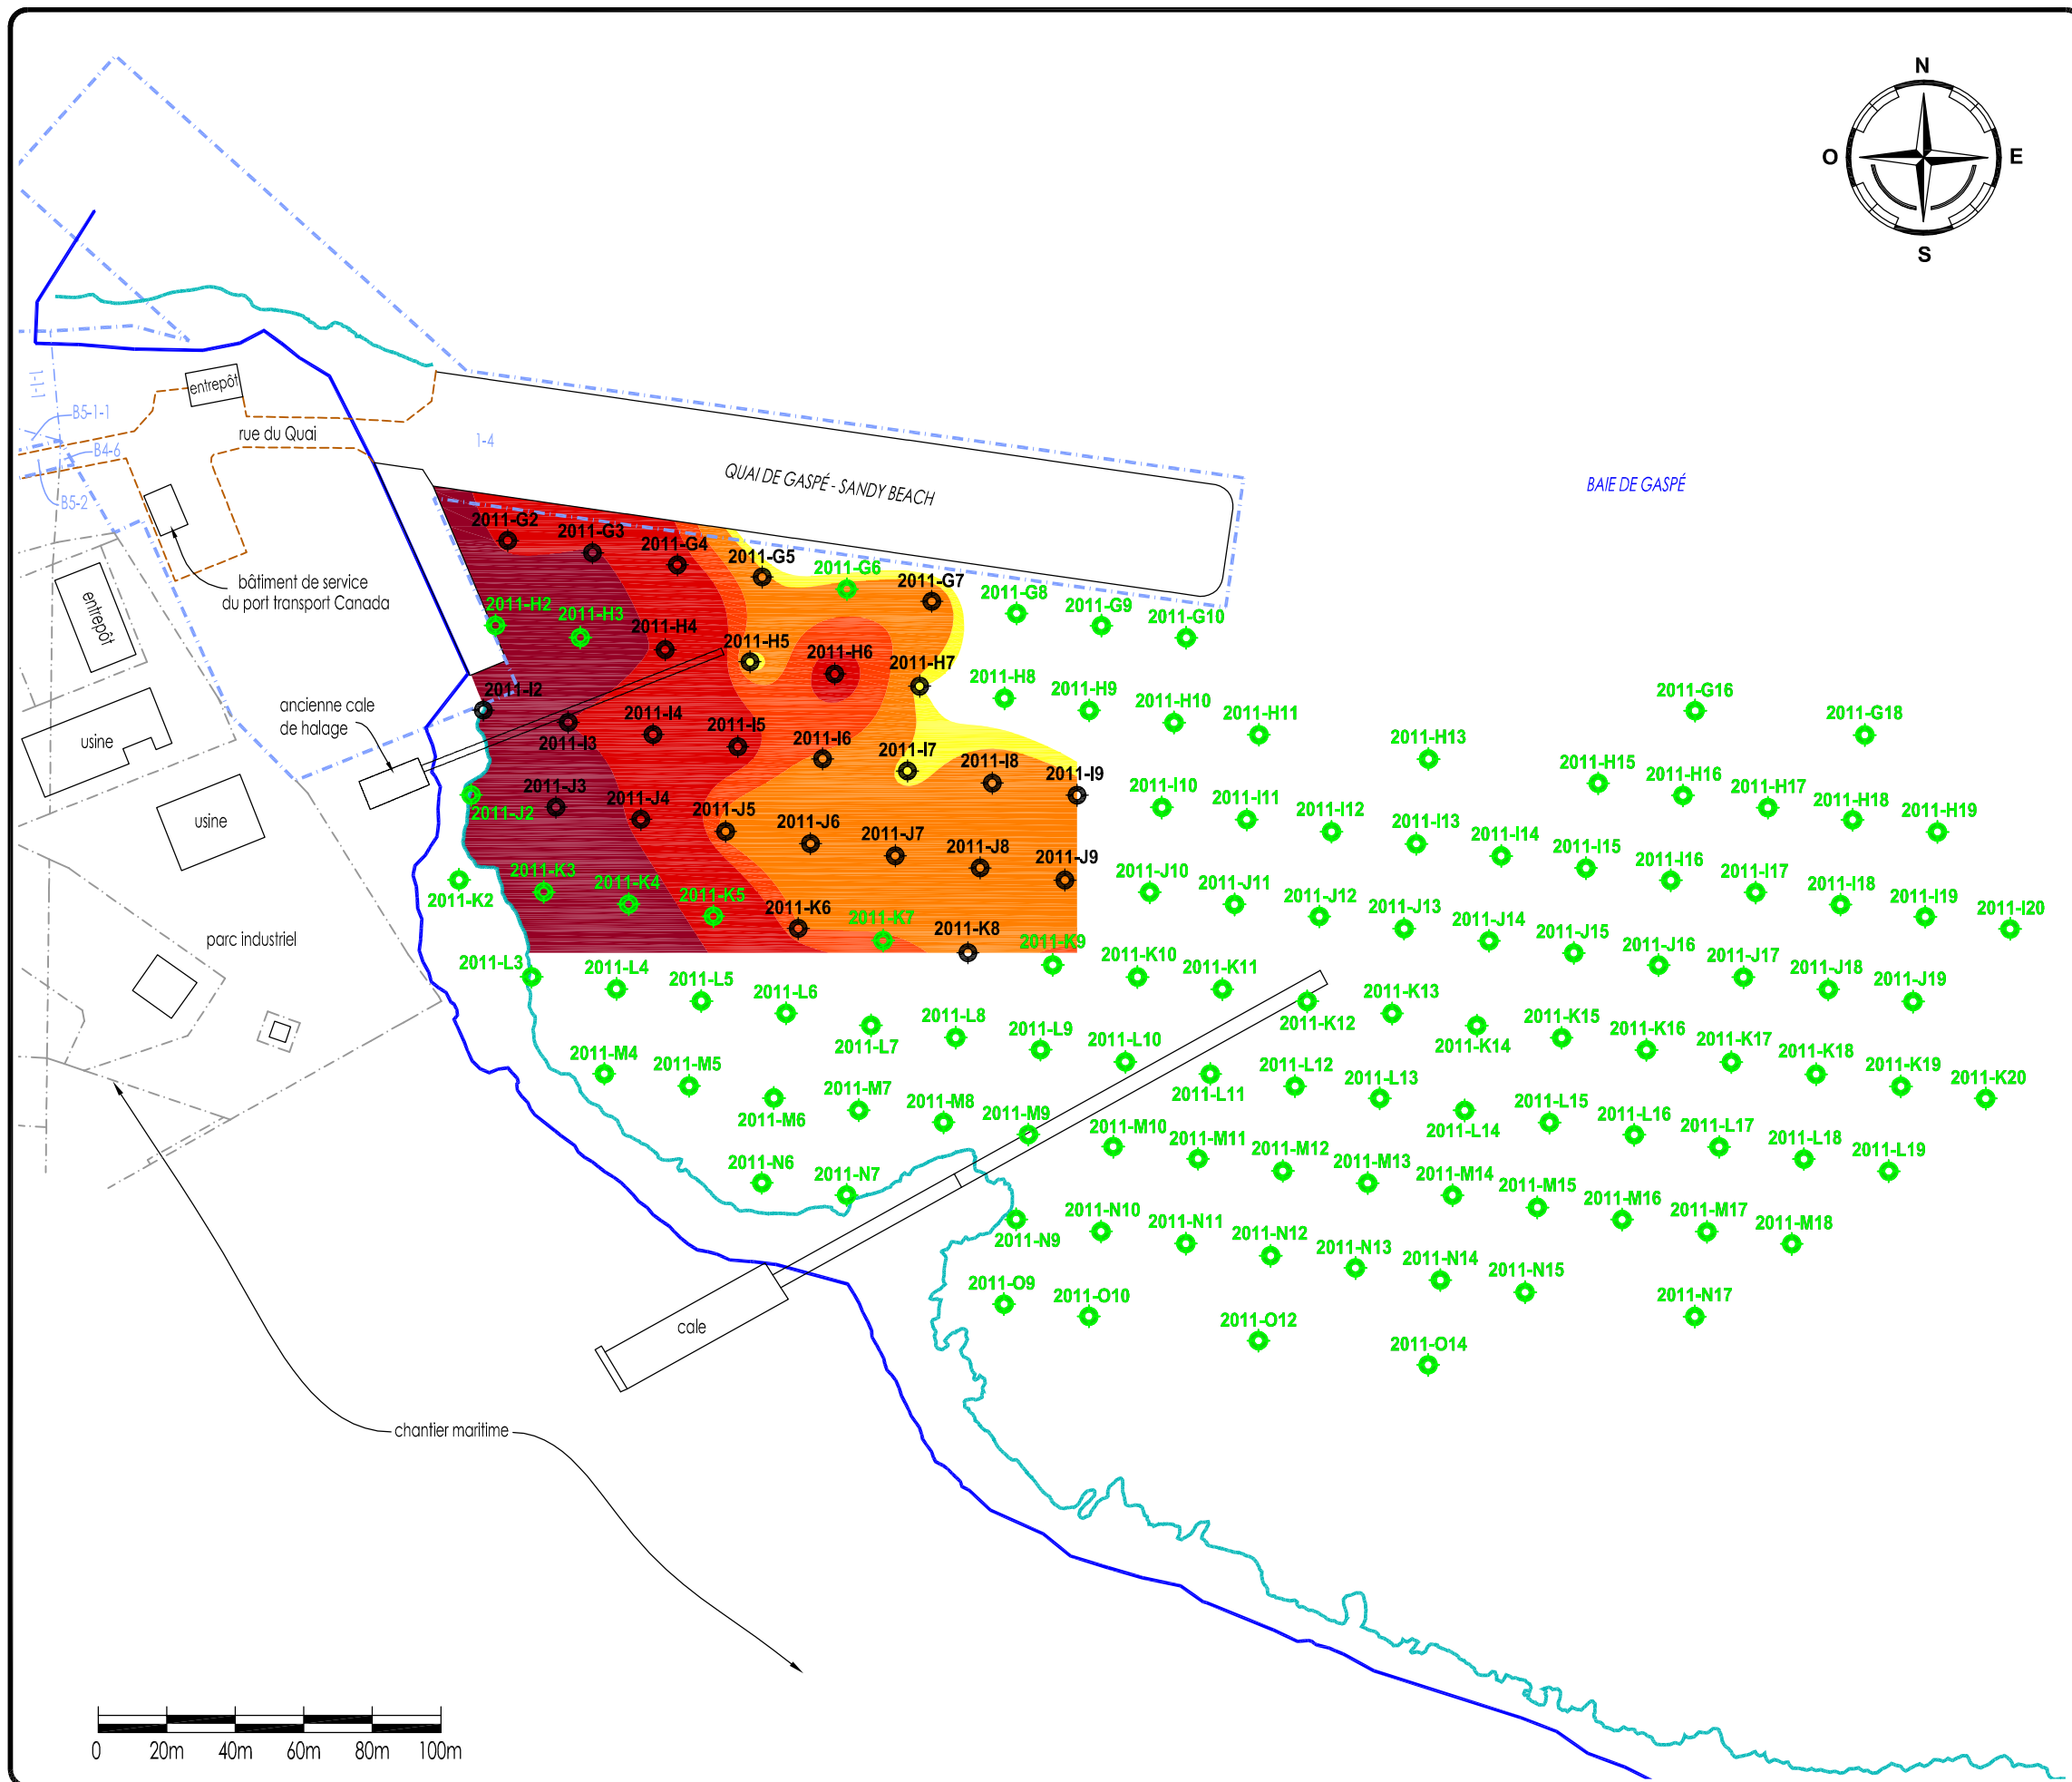 N
O
E
S
entrepôt
1-1-1
B5-1-1
rue du Quai
1-4
B4-6
B5-2
QUAI DE GASPÉ - SANDY BEACH
BAIE DE GASPÉ
bâtiment de service
du port transport Canada
entrepôt
usine
ancienne cale
de halage
usine
parc industriel
2011-G2
2011-G3
2011-G4
2011-G5
2011-G6
2011-G7
2011-G8
2011-G9
2011-G10
2011-G16
2011-G18
2011-H2
2011-H3
2011-H4
2011-H5
2011-H6
2011-H7
2011-H8
2011-H9
2011-H10
2011-H11
2011-H13
2011-H15
2011-H16
2011-H17
2011-H18
2011-H19
2011-I2
2011-I3
2011-I4
2011-I5
2011-I6
2011-I7
2011-I8
2011-I9
2011-I10
2011-I11
2011-I12
2011-I13
2011-I14
2011-I15
2011-I16
2011-I17
2011-I18
2011-I19
2011-I20
2011-J2
2011-J3
2011-J4
2011-J5
2011-J6
2011-J7
2011-J8
2011-J9
2011-J10
2011-J11
2011-J12
2011-J13
2011-J14
2011-J15
2011-J16
2011-J17
2011-J18
2011-J19
2011-K2
2011-K3
2011-K4
2011-K5
2011-K6
2011-K7
2011-K8
2011-K9
2011-K10
2011-K11
2011-K12
2011-K13
2011-K14
2011-K15
2011-K16
2011-K17
2011-K18
2011-K19
2011-K20
2011-L3
2011-L4
2011-L5
2011-L6
2011-L7
2011-L8
2011-L9
2011-L10
2011-L11
2011-L12
2011-L13
2011-L14
2011-L15
2011-L16
2011-L17
2011-L18
2011-L19
2011-M4
2011-M5
2011-M6
2011-M7
2011-M8
2011-M9
2011-M10
2011-M11
2011-M12
2011-M13
2011-M14
2011-M15
2011-M16
2011-M17
2011-M18
2011-N6
2011-N7
2011-N9
2011-N10
2011-N11
2011-N12
2011-N13
2011-N14
2011-N15
2011-N17
2011-O9
2011-O10
2011-O12
2011-O14
cale
chantier maritime
0 20m 40m 60m 80m 100m